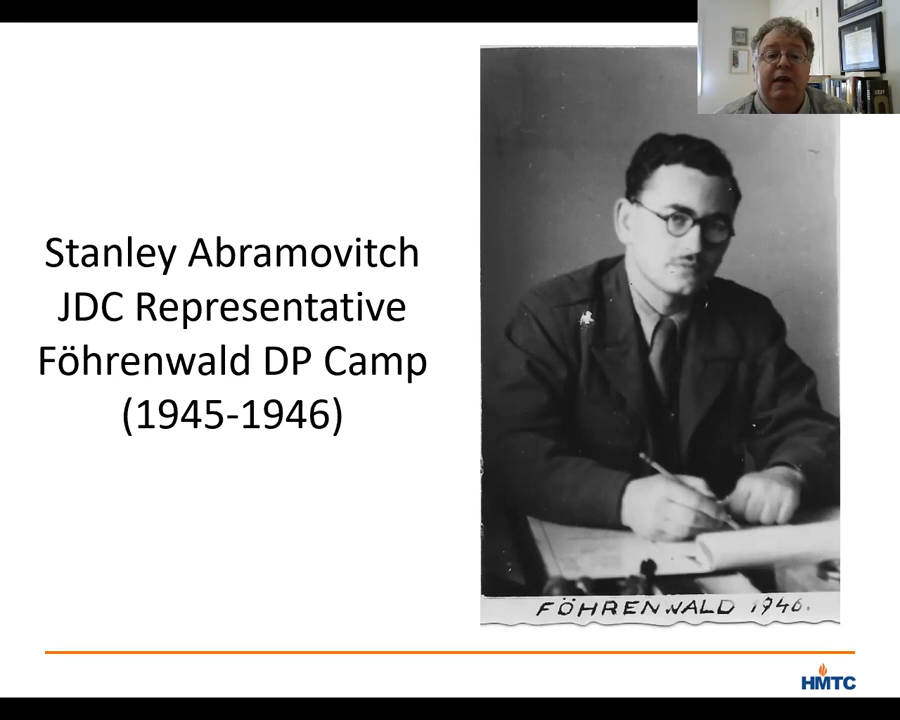 Stanley Abramovitch
JDC Representative
Föhrenwald DP Camp
(1945-1946)
FÖHRENWALD 1946.
HMTC